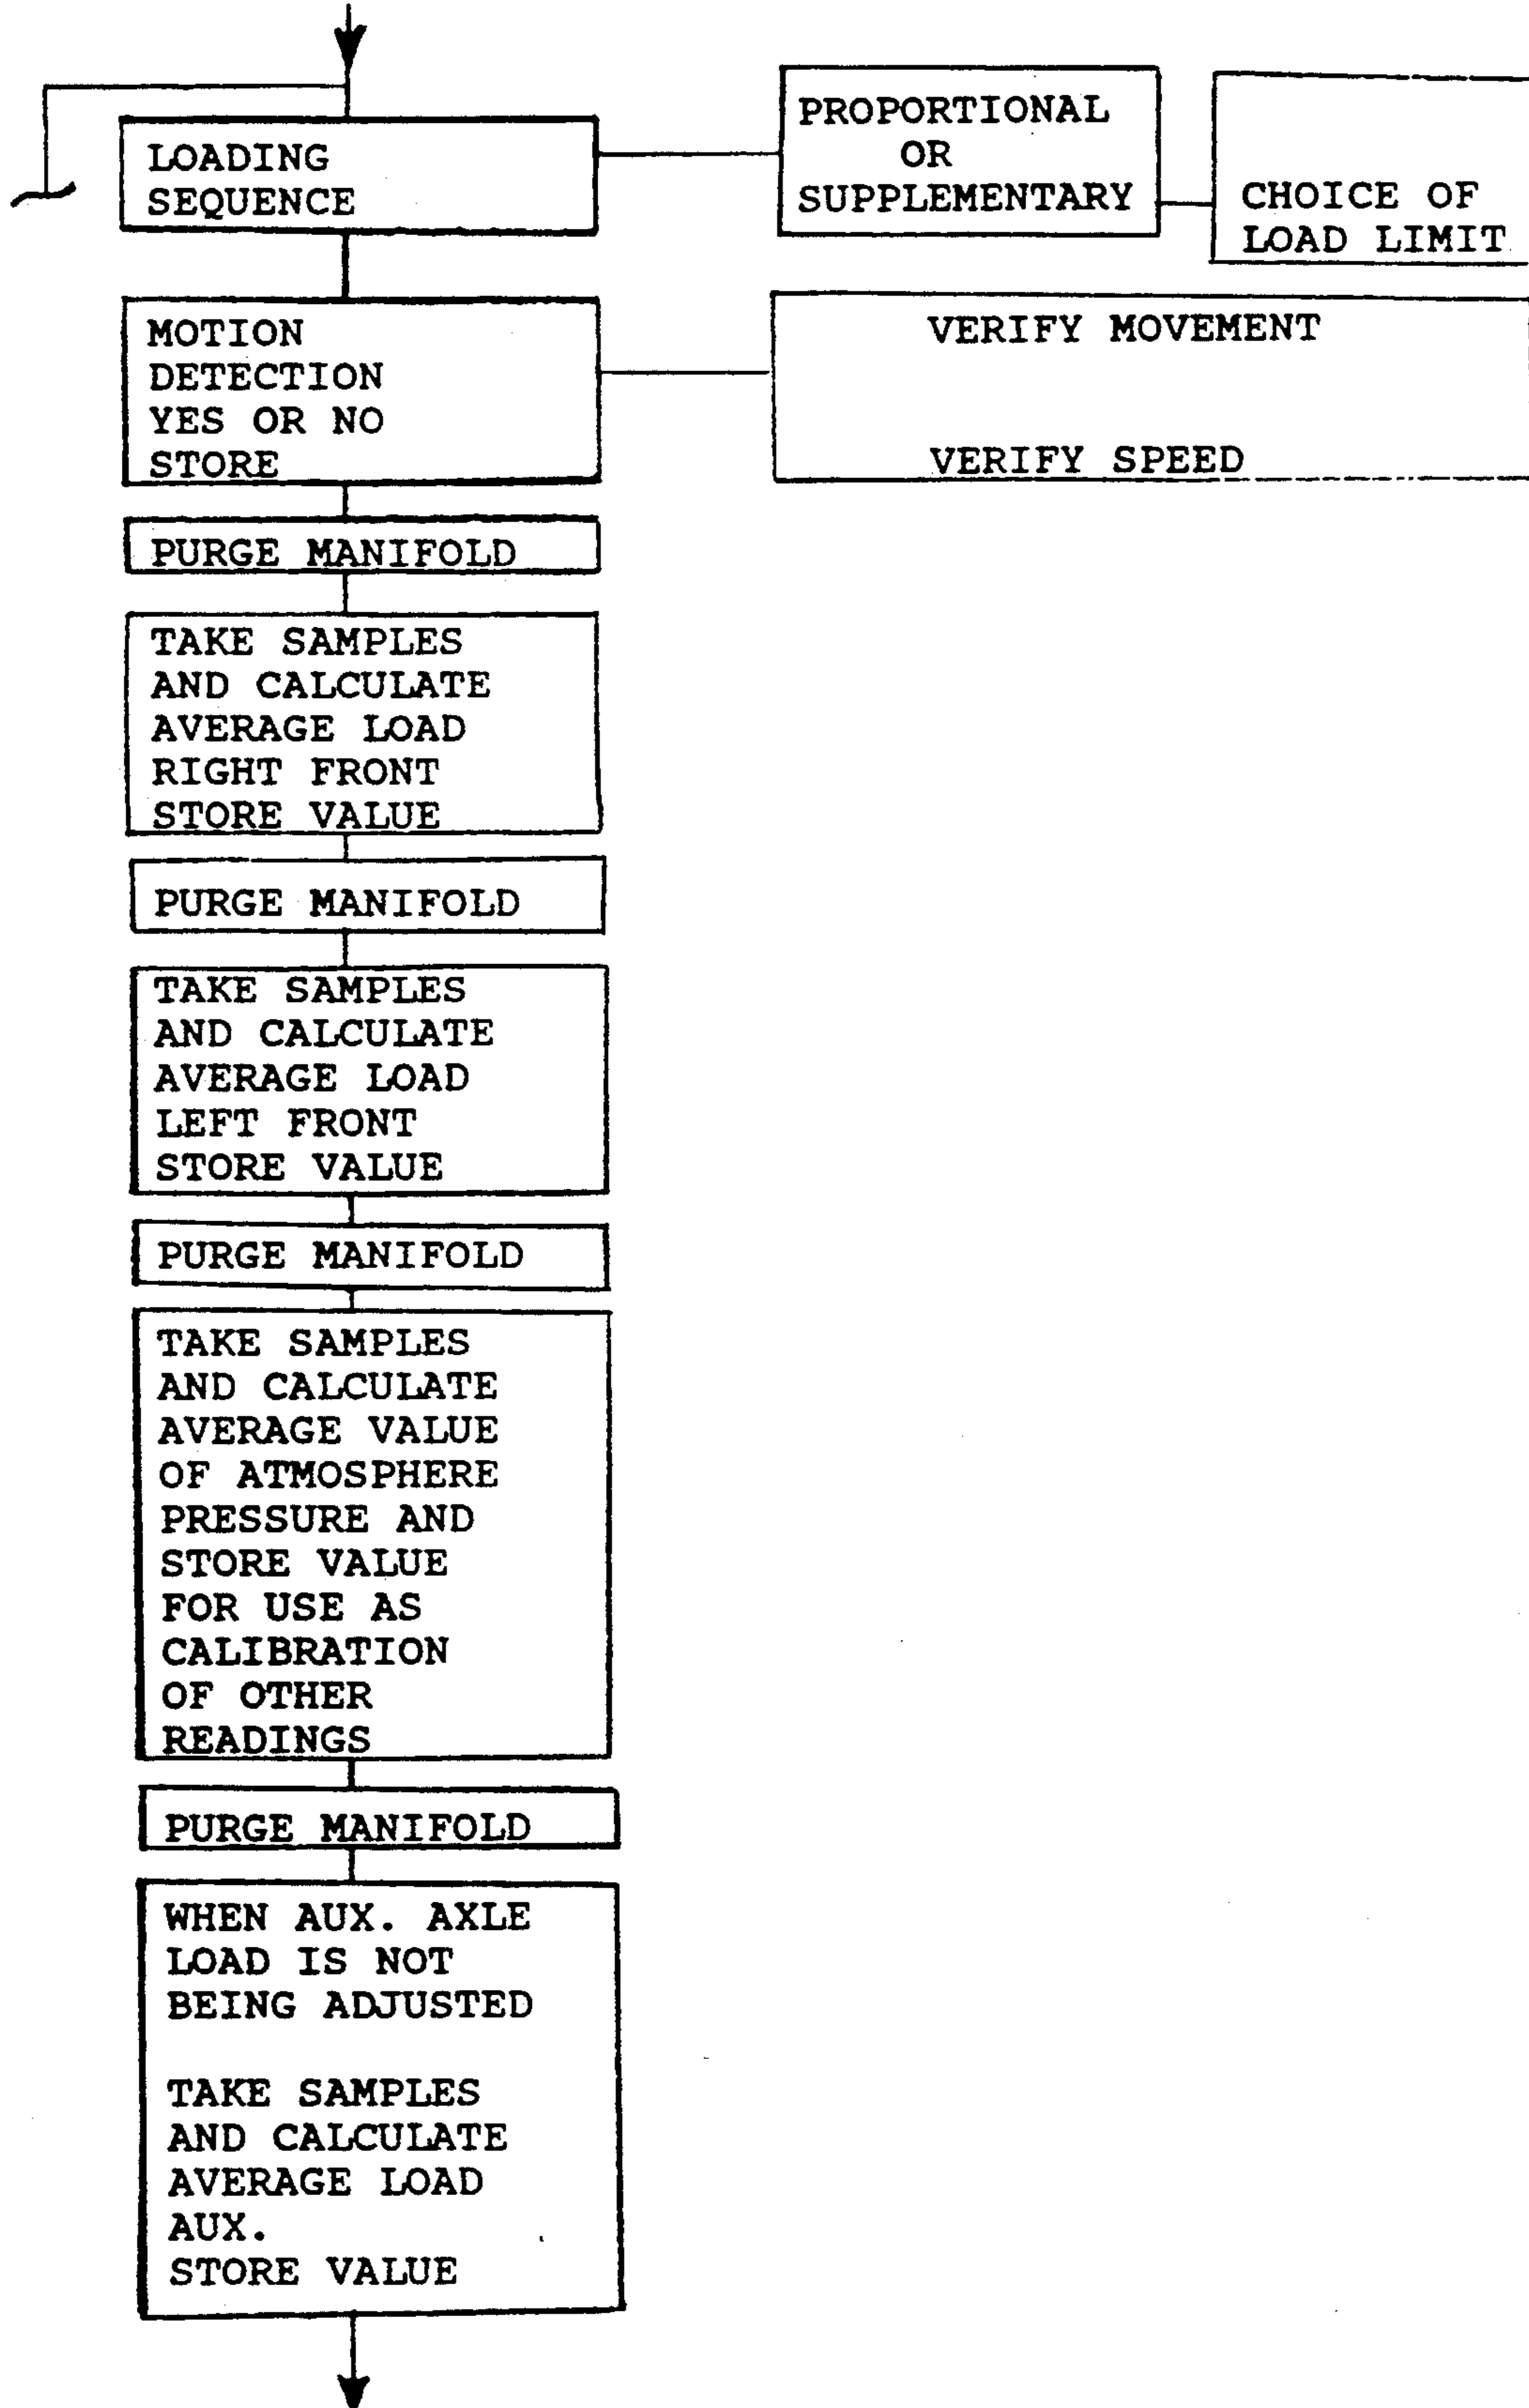 LOADING
SEQUENCE
PROPORTIONAL
OR
SUPPLEMENTARY
CHOICE OF
LOAD LIMIT
MOTION
DETECTION
YES OR NO
STORE
VERIFY MOVEMENT
VERIFY SPEED
PURGE MANIFOLD
TAKE SAMPLES
AND CALCULATE
AVERAGE LOAD
RIGHT FRONT
STORE VALUE
PURGE MANIFOLD
TAKE SAMPLES
AND CALCULATE
AVERAGE LOAD
LEFT FRONT
STORE VALUE
PURGE MANIFOLD
TAKE SAMPLES
AND CALCULATE
AVERAGE VALUE
OF ATMOSPHERE
PRESSURE AND
STORE VALUE
FOR USE AS
CALIBRATION
OF OTHER
READINGS
PURGE MANIFOLD
WHEN AUX. AXLE
LOAD IS NOT
BEING ADJUSTED
TAKE SAMPLES
AND CALCULATE
AVERAGE LOAD
AUX.
STORE VALUE